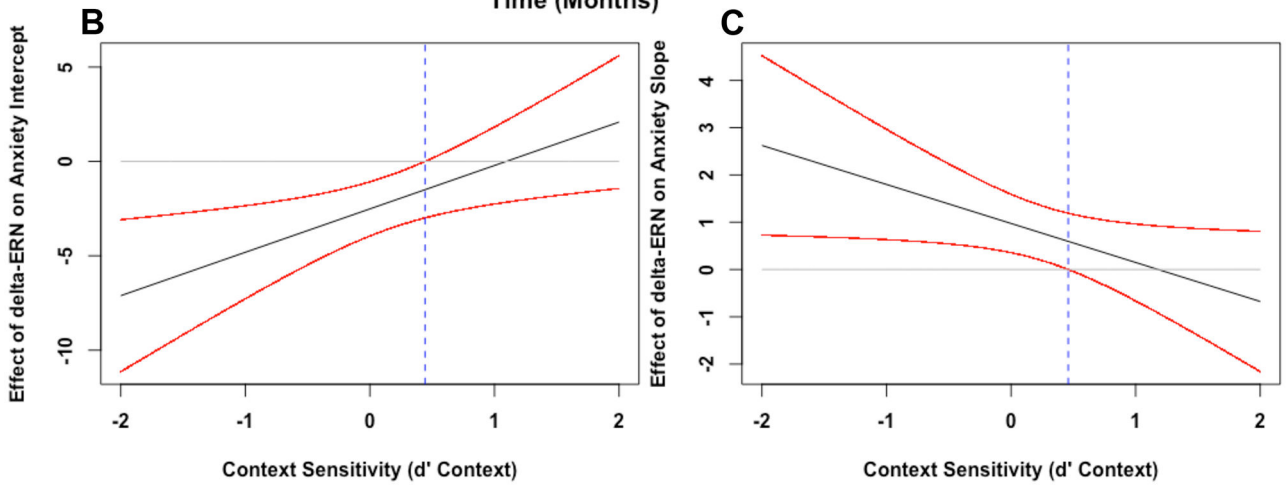 Time (Months)
B
Effect of delta-ERN on Anxiety Intercept
5
0
-5
-10
-2 -1 0 1 2
Context Sensitivity (d' Context)
C
Effect of delta-ERN on Anxiety Slope
4
3
2
1
0
-1
-2
-2 -1 0 1 2
Context Sensitivity (d' Context)